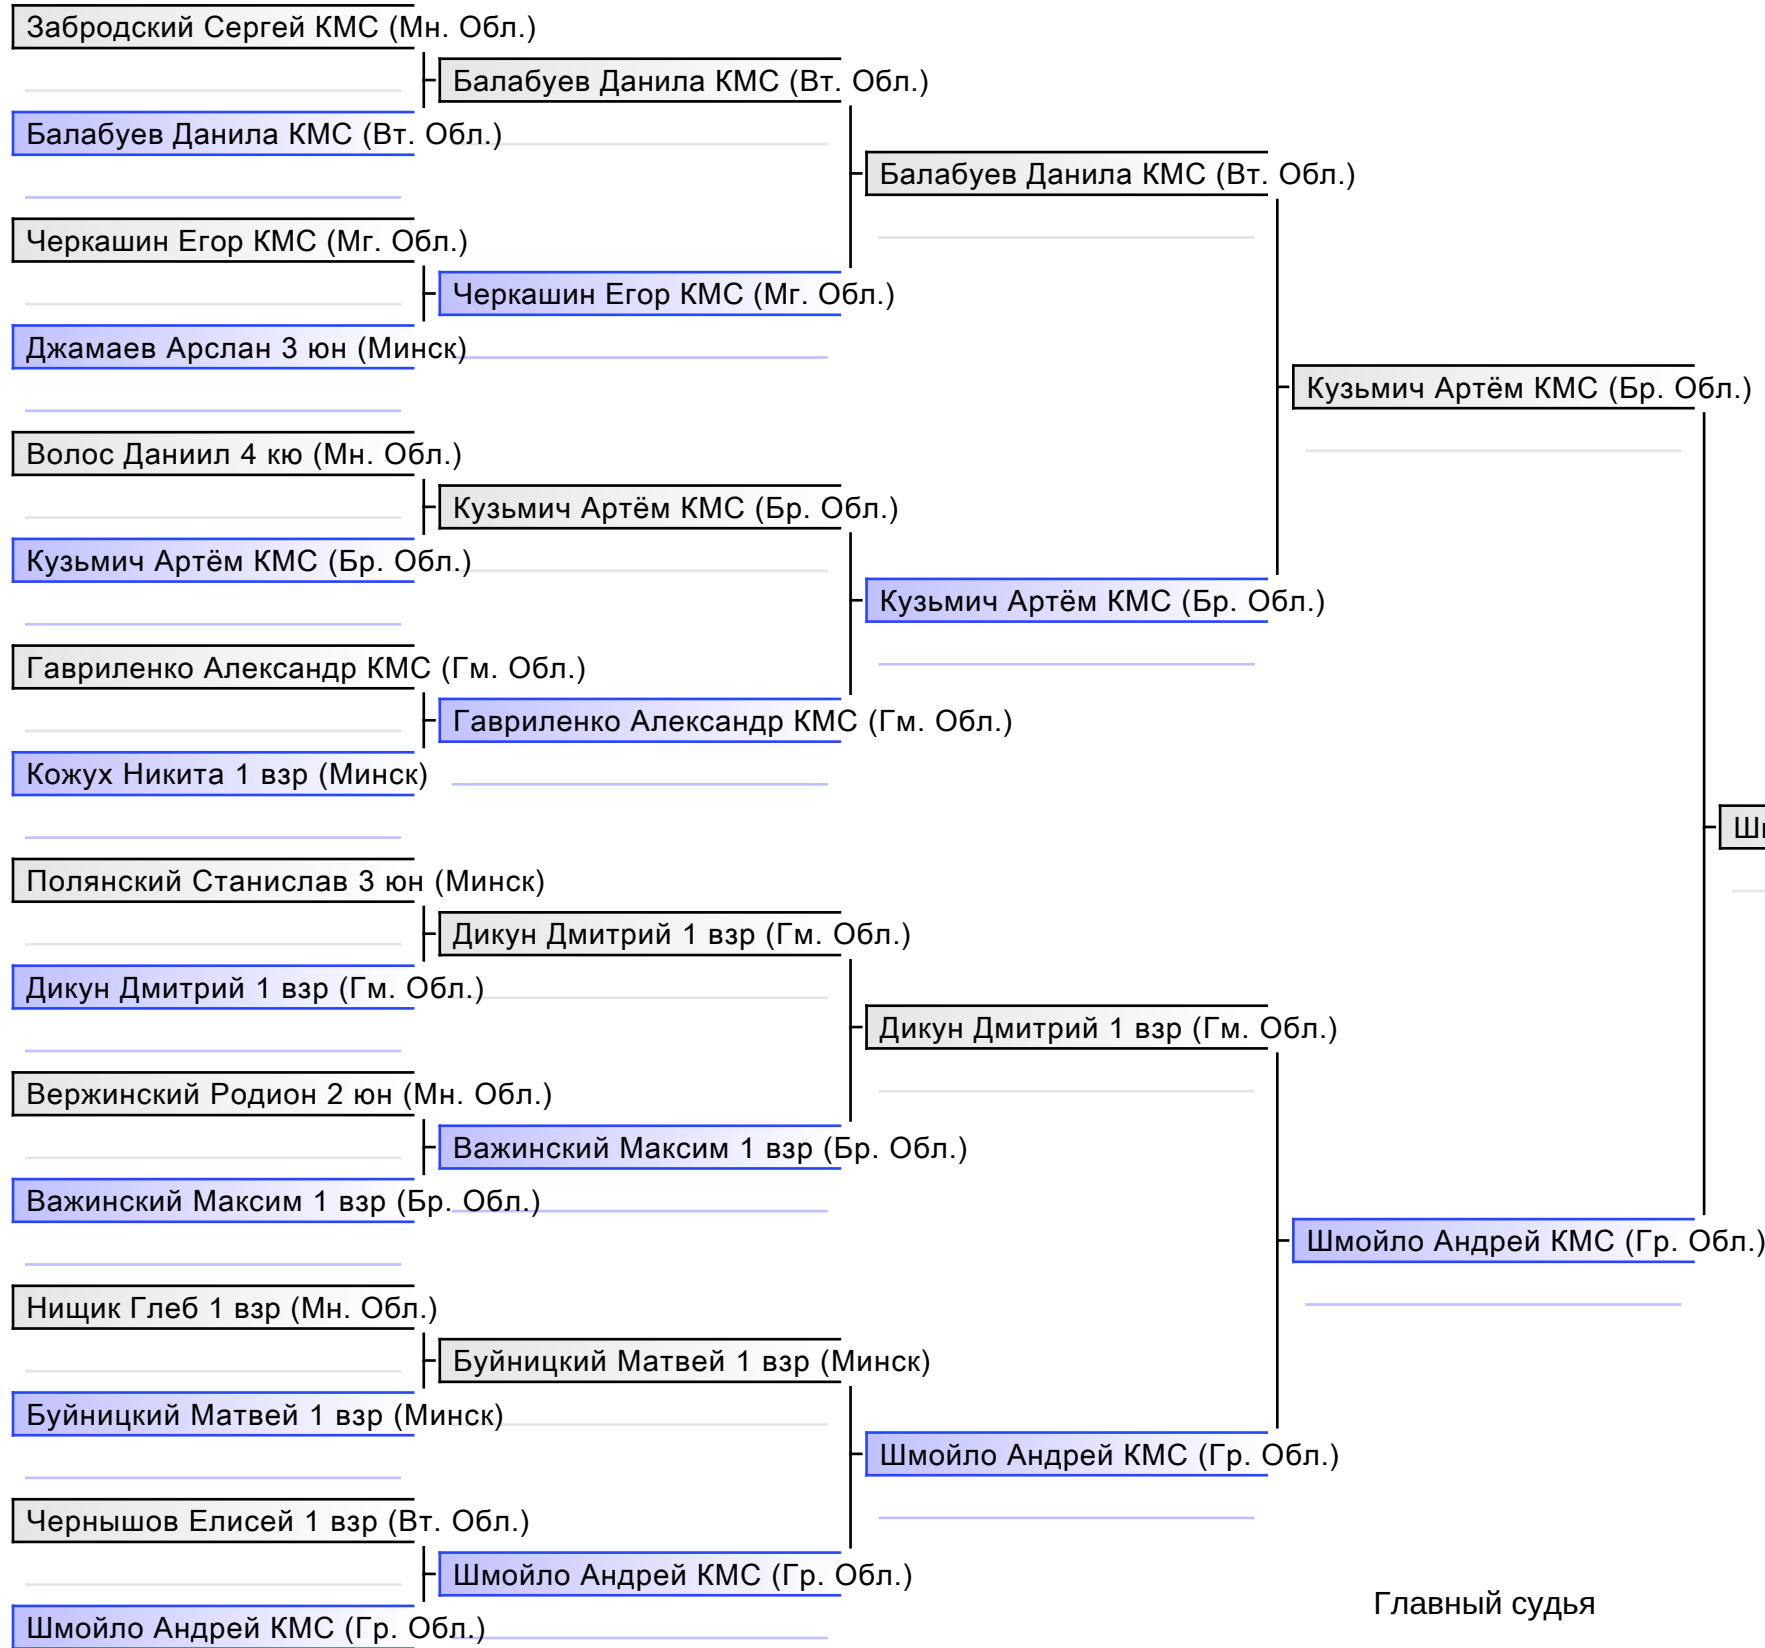 Забродский Сергей КМС (Мн. Обл.)
Балабуев Данила КМС (Вт. Обл.)
Балабуев Данила КМС (Вт. Обл.)
Балабуев Данила КМС (Вт. Обл.)
Черкашин Егор КМС (Мг. Обл.)
Черкашин Егор КМС (Мг. Обл.)
Джамаев Арслан 3 юн (Минск)
Кузьмич Артём КМС (Бр. Обл.)
Волос Даниил 4 кю (Мн. Обл.)
Кузьмич Артём КМС (Бр. Обл.)
Кузьмич Артём КМС (Бр. Обл.)
Кузьмич Артём КМС (Бр. Обл.)
Гавриленко Александр КМС (Гм. Обл.)
Гавриленко Александр КМС (Гм. Обл.)
Кожух Никита 1 взр (Минск)
Полянский Станислав 3 юн (Минск)
Дикун Дмитрий 1 взр (Гм. Обл.)
Дикун Дмитрий 1 взр (Гм. Обл.)
Дикун Дмитрий 1 взр (Гм. Обл.)
Вержинский Родион 2 юн (Мн. Обл.)
Важинский Максим 1 взр (Бр. Обл.)
Важинский Максим 1 взр (Бр. Обл.)
Шмойло Андрей КМС (Гр. Обл.)
Нищик Глеб 1 взр (Мн. Обл.)
Буйницкий Матвей 1 взр (Минск)
Буйницкий Матвей 1 взр (Минск)
Шмойло Андрей КМС (Гр. Обл.)
Чернышов Елисей 1 взр (Вт. Обл.)
Шмойло Андрей КМС (Гр. Обл.)
Главный судья
Шмойло Андрей КМС (Гр. Обл.)